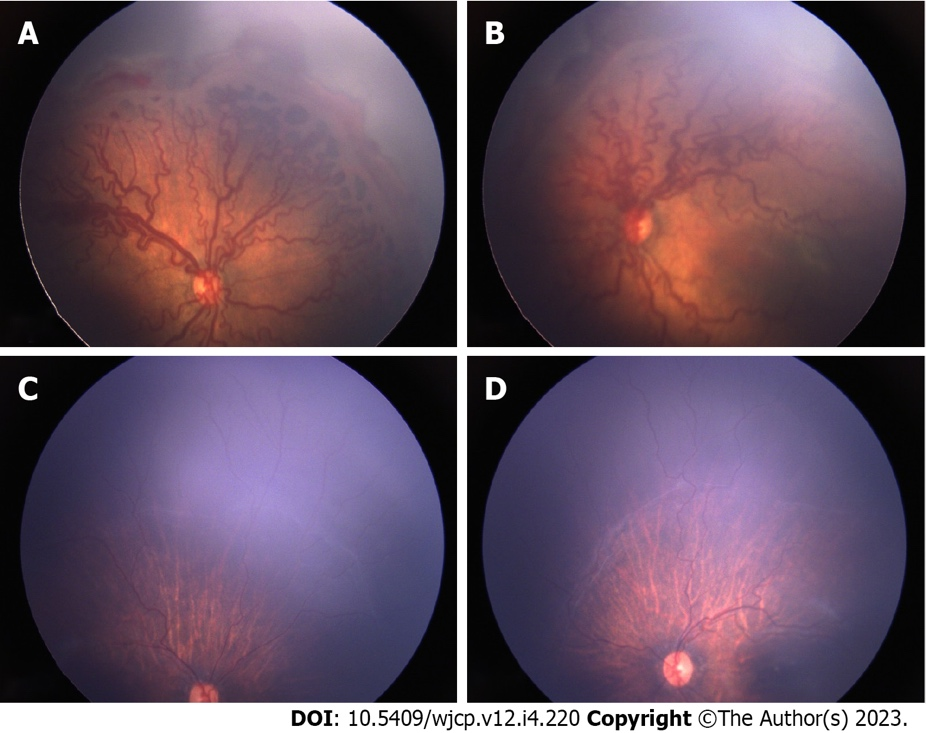 A
B
C
D
DOI: 10.5409/wjcp.v12.i4.220 Copyright ©The Author(s) 2023.